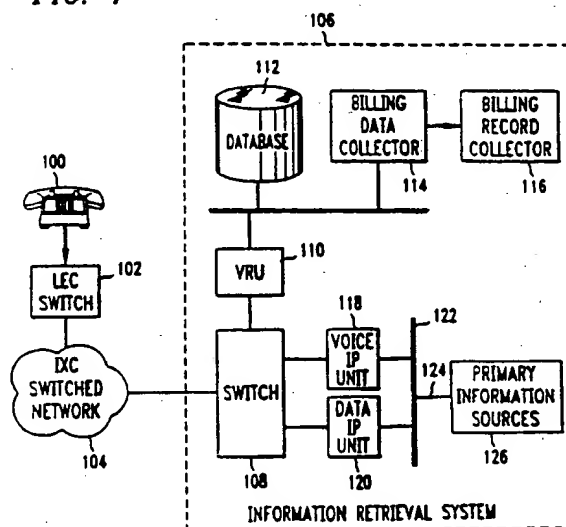 106
112
DATABASE
BILLING
DATA
COLLECTOR
114
BILLING
RECORD
COLLECTOR
116
100
LEC
SWITCH
102
VRU
110
IXC
SWITCHED
NETWORK
104
SWITCH
108
118
VOICE
IP
UNIT
DATA
IP
UNIT
120
122
124
PRIMARY
INFORMATION
SOURCES
126
INFORMATION RETRIEVAL SYSTEM